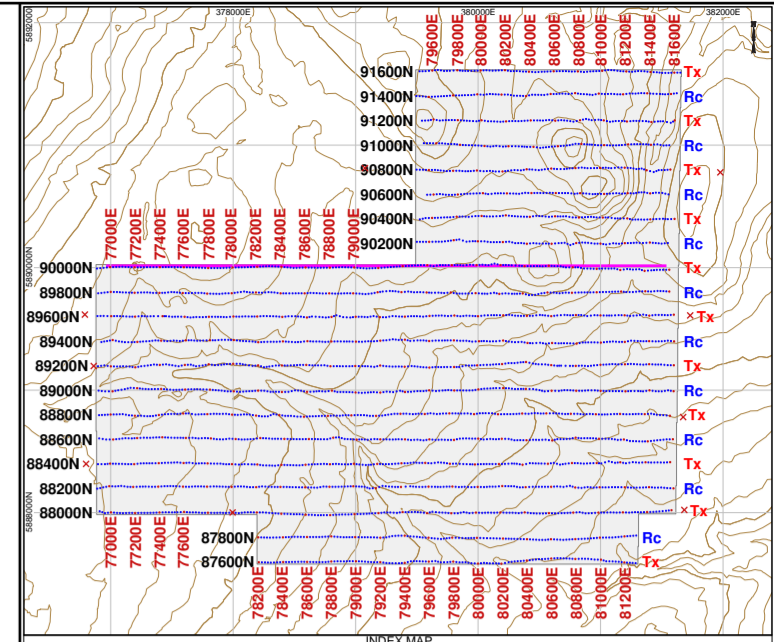 378000E 380000E 382000E
5892000
79600E 79800E 80000E 80200E 80400E 80600E 80800E 81000E 81200E 81400E 81600E
91600N Tx
91400N Rc
91200N Tx
91000N Rc
90800N Tx
90600N Rc
90400N Tx
90200N Rc
77000E 77200E 77400E 77600E 77800E 78000E 78200E 78400E 78600E 78800E 79000E
5890000N
90000N Tx
89800N Rc
89600N Tx
89400N Rc
89200N Tx
89000N Rc
88800N Tx
88600N Rc
88400N Tx
88200N Rc
5888000N
88000N Tx
77000E 77200E 77400E 77600E
87800N Rc
87600N Tx
78200E 78400E 78600E 78800E 79000E 79200E 79400E 79600E 79800E 80000E 80200E 80400E 80600E 80800E 81000E 81200E
INDEX MAP